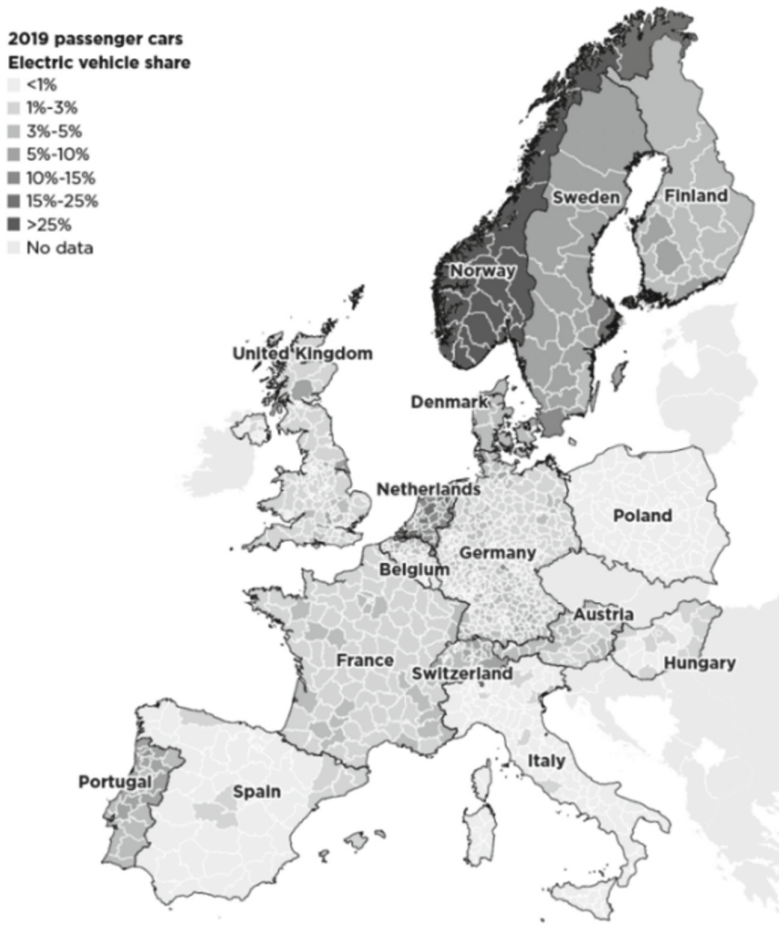 2019 passenger cars
Electric vehicle share
<1%
1%-3%
3%-5%
5%-10%
10%-15%
15%-25%
>25%
No data
Sweden
Finland
Norway
United Kingdom
Denmark
Netherlands
Poland
Germany
Belgium
Austria
France
Switzerland
Hungary
Italy
Portugal
Spain